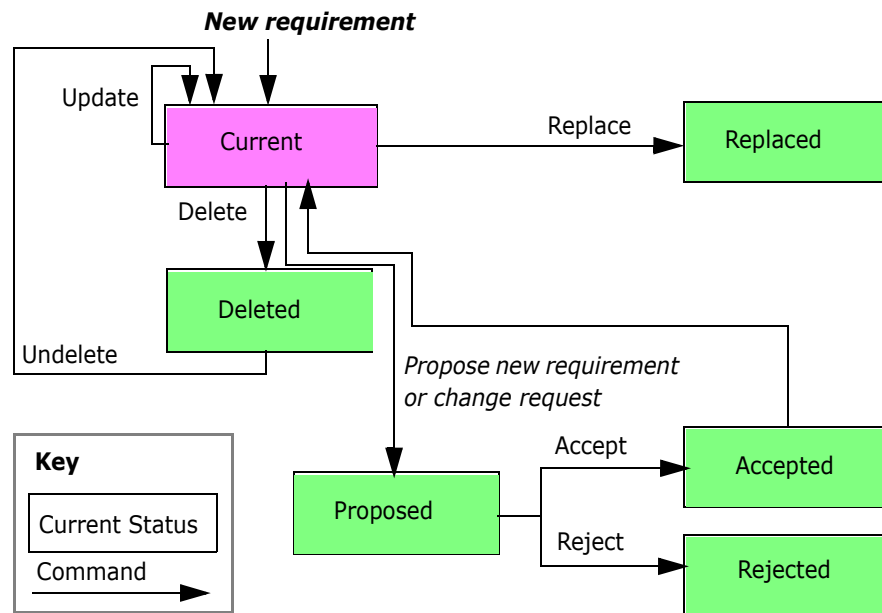 New requirement
Update
Current
Replace
Replaced
Delete
Deleted
Undelete
Propose new requirement
or change request
Key
Current Status
Command
Proposed
Accept
Accepted
Reject
Rejected